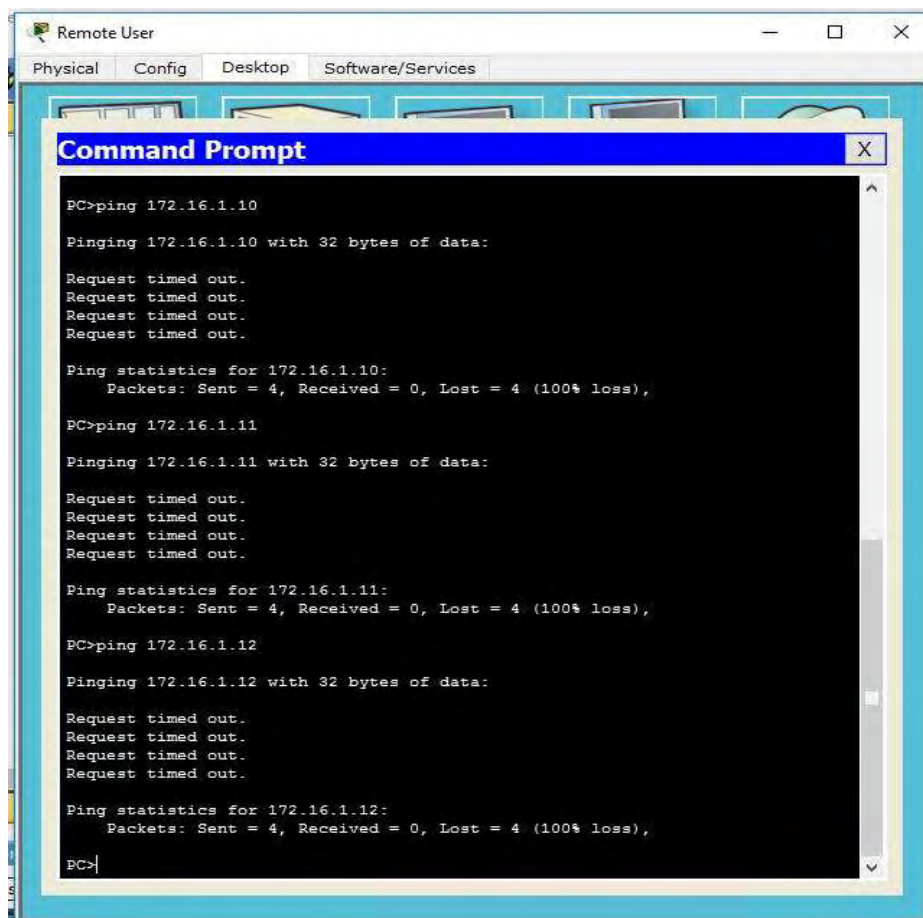 Remote User
Physical Config Desktop Software/Services
Command Prompt
X
PC>ping 172.16.1.10
Pinging 172.16.1.10 with 32 bytes of data:
Request timed out.
Request timed out.
Request timed out.
Request timed out.
Ping statistics for 172.16.1.10:
Packets: Sent = 4, Received = 0, Lost = 4 (100% loss),
PC>ping 172.16.1.11
Pinging 172.16.1.11 with 32 bytes of data:
Request timed out.
Request timed out.
Request timed out.
Request timed out.
Ping statistics for 172.16.1.11:
Packets: Sent = 4, Received = 0, Lost = 4 (100% loss),
PC>ping 172.16.1.12
Pinging 172.16.1.12 with 32 bytes of data:
Request timed out.
Request timed out.
Request timed out.
Request timed out.
Ping statistics for 172.16.1.12:
Packets: Sent = 4, Received = 0, Lost = 4 (100% loss),
PC>